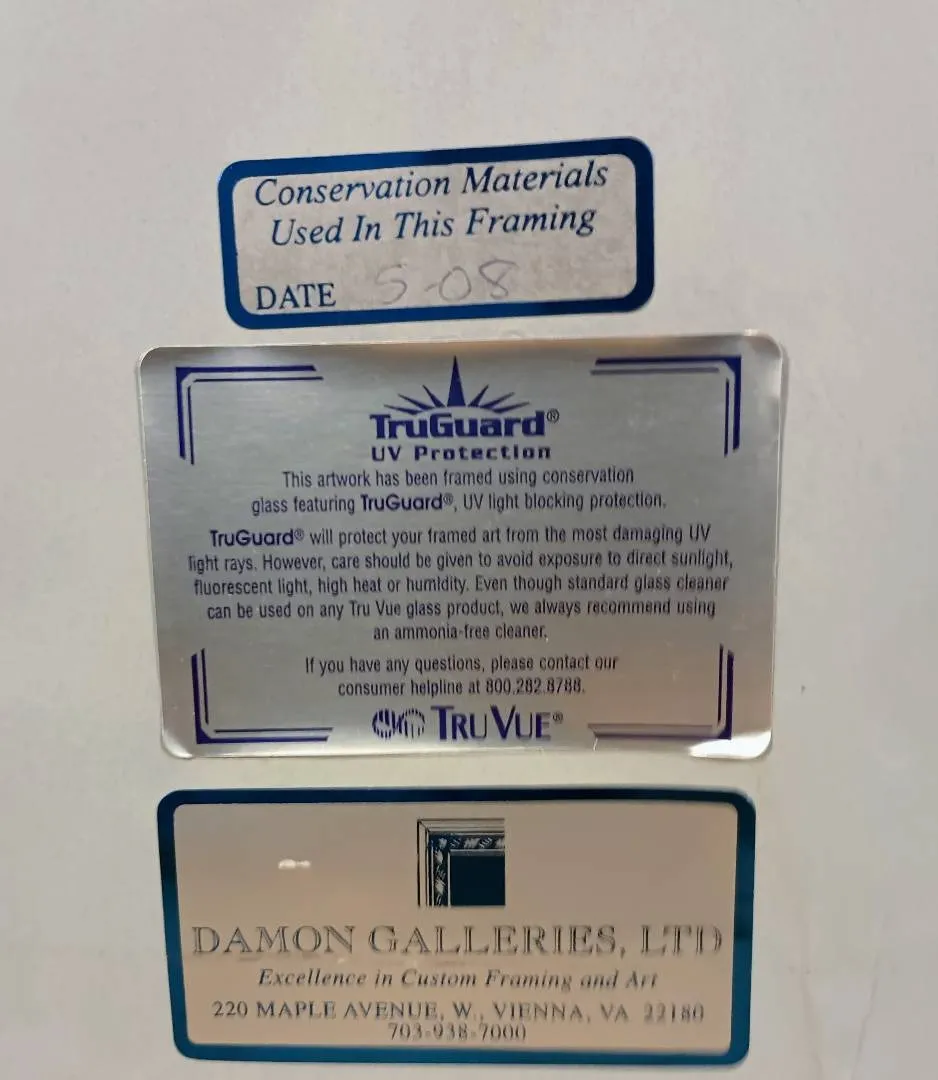 Conservation Materials
Used In This Framing
DATE 5-08
TruGuard®
UV Protection
This artwork has been framed using conservation
glass featuring TruGuard®, UV light blocking protection.
TruGuard® will protect your framed art from the most damaging UV
light rays. However, care should be given to avoid exposure to direct sunlight,
fluorescent light, high heat or humidity. Even though standard glass cleaner
can be used on any Tru Vue glass product, we always recommend using
an ammonia-free cleaner.
If you have any questions, please contact our
consumer helpline at 800.282.8788.
TRU VUE®
DAMON GALLERIES, LTD
Excellence in Custom Framing and Art
220 MAPLE AVENUE, W., VIENNA, VA 22180
703-938-7000